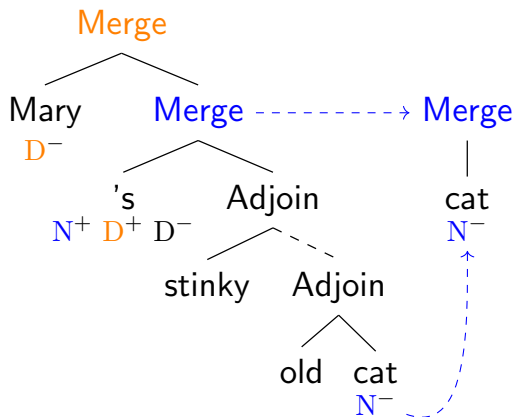 Merge
Mary Merge Merge
D⁻
's Adjoin cat
N⁺ D⁺ D⁻ N⁻
stinky Adjoin
old cat
N⁻